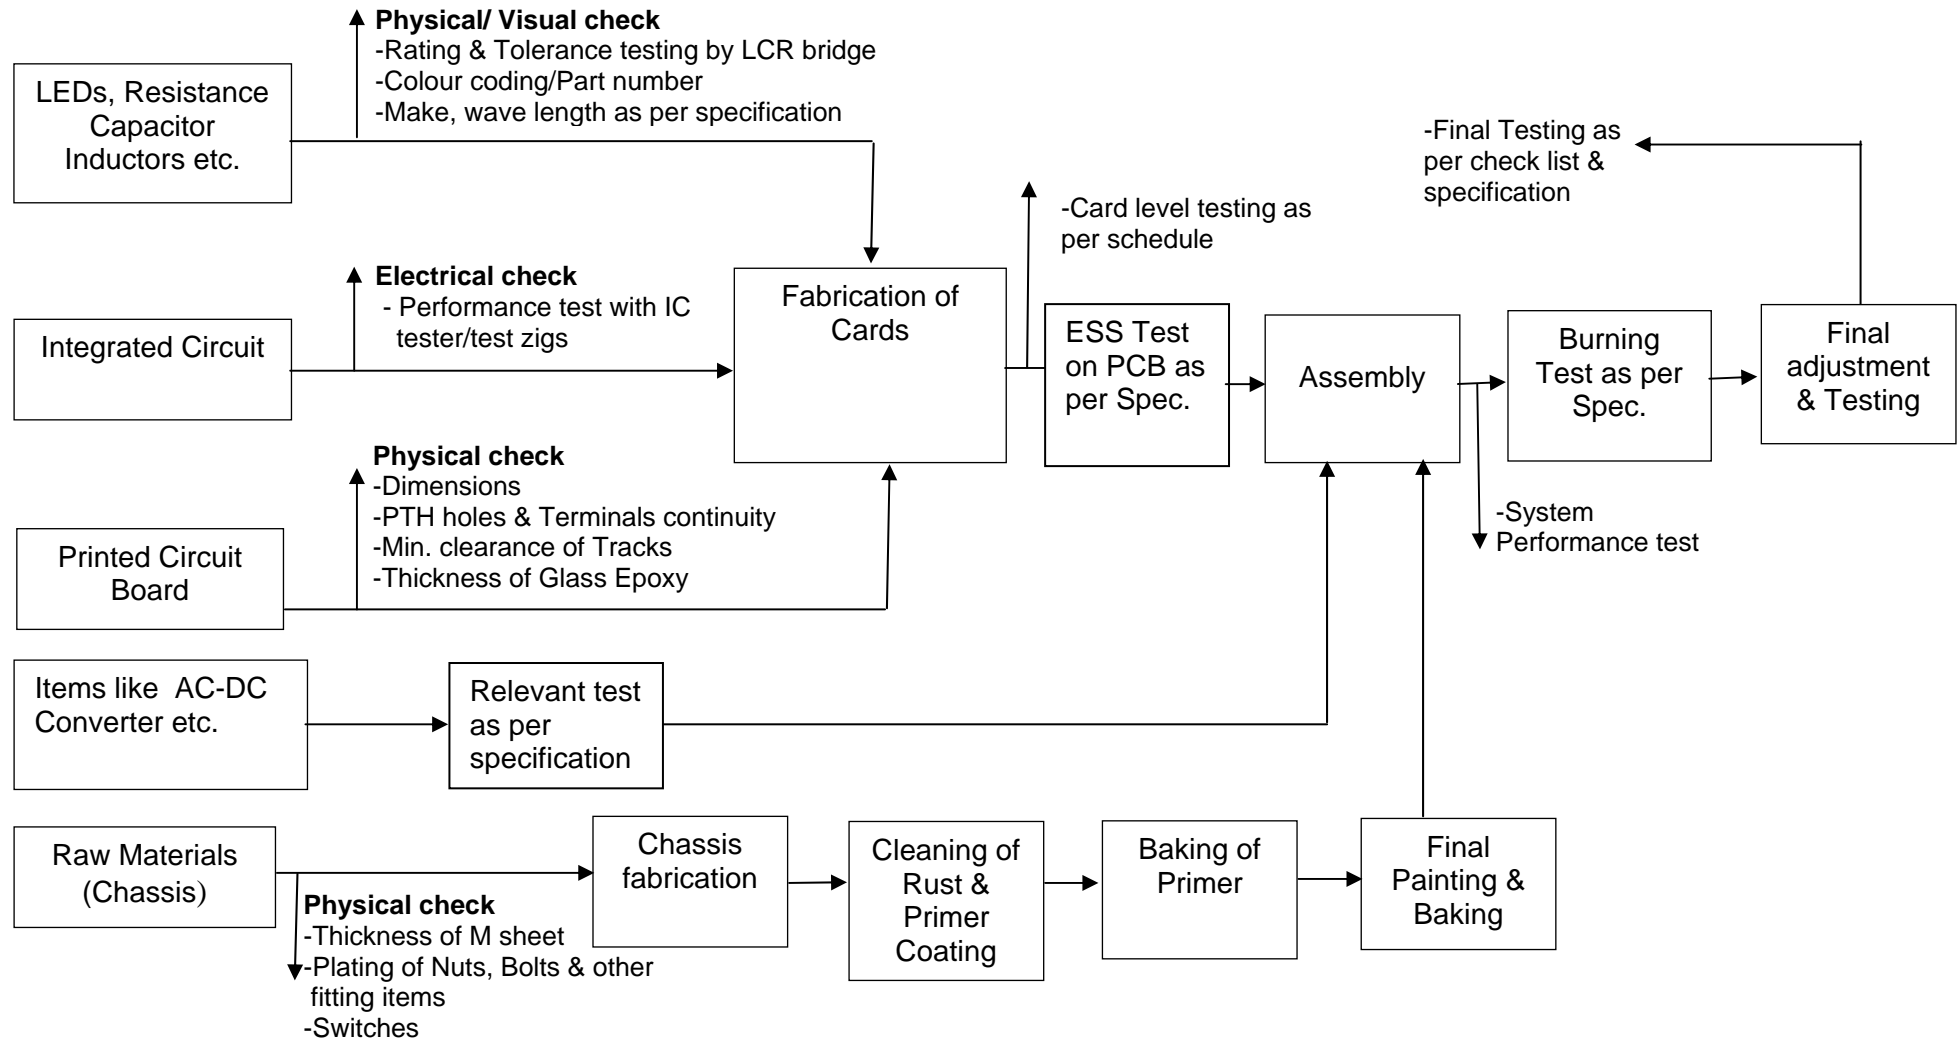 Physical/ Visual check
-Rating & Tolerance testing by LCR bridge
-Colour coding/Part number
-Make, wave length as per specification
LEDs, Resistance
Capacitor
Inductors etc.
-Final Testing as
per check list &
specification
-Card level testing as
per schedule
Electrical check
- Performance test with IC
tester/test zigs
Integrated Circuit
Fabrication of
Cards
ESS Test
on PCB as
per Spec.
Assembly
Burning
Test as per
Spec.
Final
adjustment
& Testing
Physical check
-Dimensions
-PTH holes & Terminals continuity
-Min. clearance of Tracks
-Thickness of Glass Epoxy
-System
Performance test
Printed Circuit
Board
Items like  AC-DC
Converter etc.
Relevant test
as per
specification
Raw Materials
(Chassis)
Physical check
-Thickness of M sheet
-Plating of Nuts, Bolts & other
fitting items
-Switches
Chassis
fabrication
Cleaning of
Rust &
Primer
Coating
Baking of
Primer
Final
Painting &
Baking